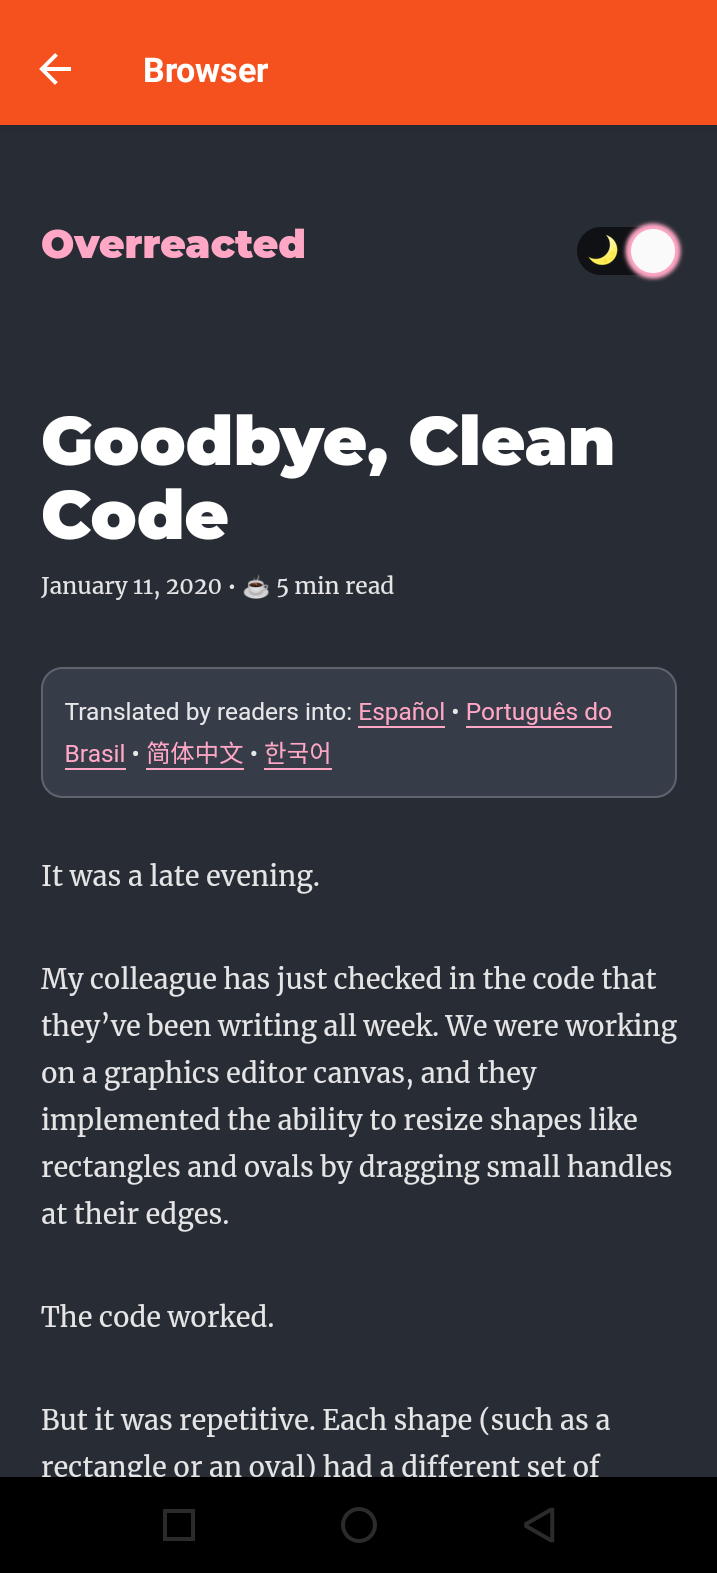 Browser
Overreacted
Goodbye, Clean
Code
January 11, 2020 • ☕ 5 min read
Translated by readers into: Español • Português do
Brasil • 简体中文 • 한국어
It was a late evening.
My colleague has just checked in the code that
they’ve been writing all week. We were working
on a graphics editor canvas, and they
implemented the ability to resize shapes like
rectangles and ovals by dragging small handles
at their edges.
The code worked.
But it was repetitive. Each shape (such as a
rectangle or an oval) had a different set of